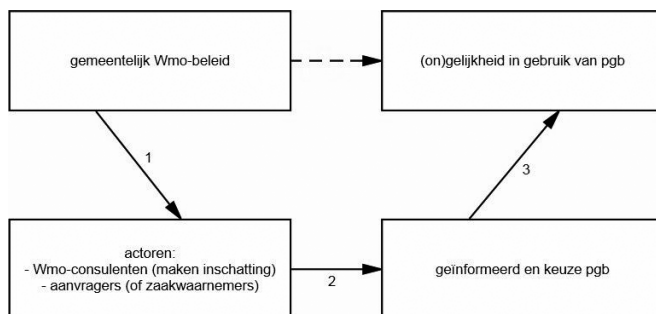 gemeentelijk Wmo-beleid
(on)gelijkheid in gebruik van pgb
1
3
actoren:
- Wmo-consulenten (maken inschatting)
- aanvragers (of zaakwaarnemers)
2
geïnformeerd en keuze pgb